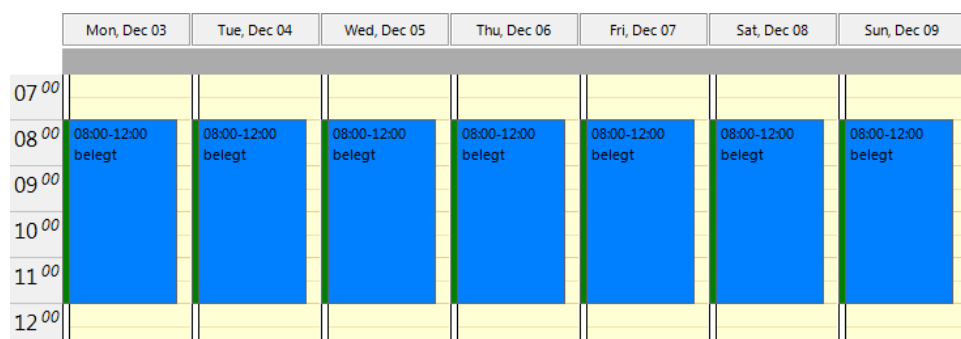 Mon, Dec 03 Tue, Dec 04 Wed, Dec 05 Thu, Dec 06 Fri, Dec 07 Sat, Dec 08 Sun, Dec 09
07 00
08 00 08:00-12:00 08:00-12:00 08:00-12:00 08:00-12:00 08:00-12:00 08:00-12:00 08:00-12:00
belegt belegt belegt belegt belegt belegt belegt
09 00
10 00
11 00
12 00